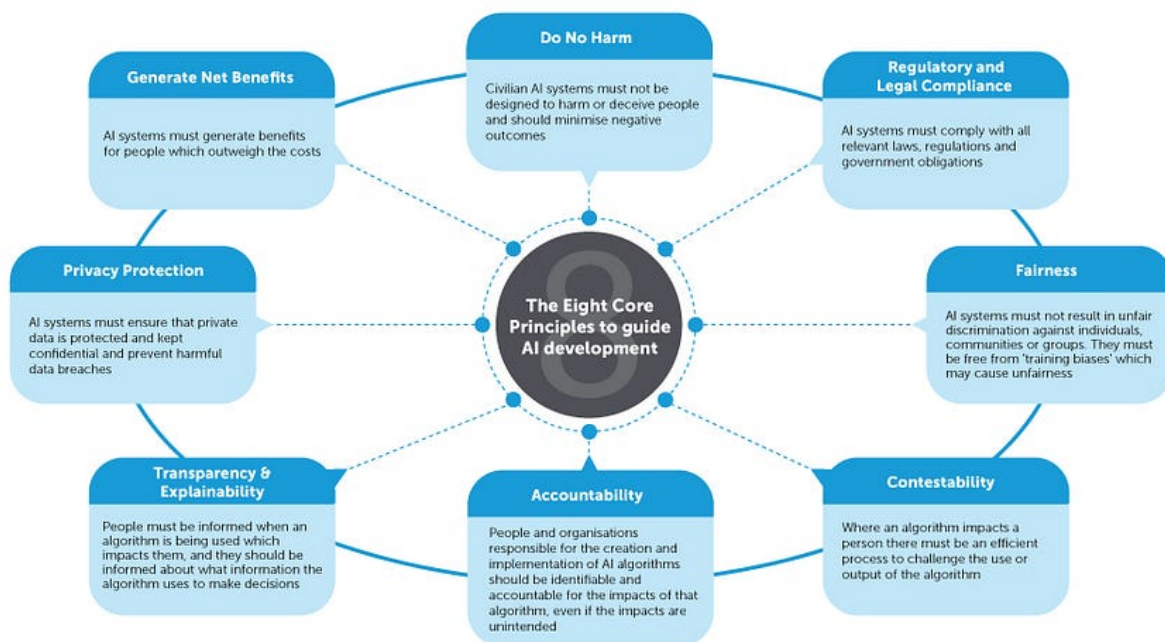 Do No Harm
Civilian AI systems must not be
designed to harm or deceive people
and should minimise negative
outcomes
Generate Net Benefits
AI systems must generate benefits
for people which outweigh the costs
Regulatory and
Legal Compliance
AI systems must comply with all
relevant laws, regulations and
government obligations
Privacy Protection
AI systems must ensure that private
data is protected and kept
confidential and prevent harmful
data breaches
8
The Eight Core
Principles to guide
AI development
Fairness
AI systems must not result in unfair
discrimination against individuals,
communities or groups. They must
be free from 'training biases' which
may cause unfairness
Transparency &
Explainability
People must be informed when an
algorithm is being used which
impacts them, and they should be
informed about what information the
algorithm uses to make decisions
Accountability
People and organisations
responsible for the creation and
implementation of AI algorithms
should be identifiable and
accountable for the impacts of that
algorithm, even if the impacts are
unintended
Contestability
Where an algorithm impacts a
person there must be an efficient
process to challenge the use or
output of the algorithm